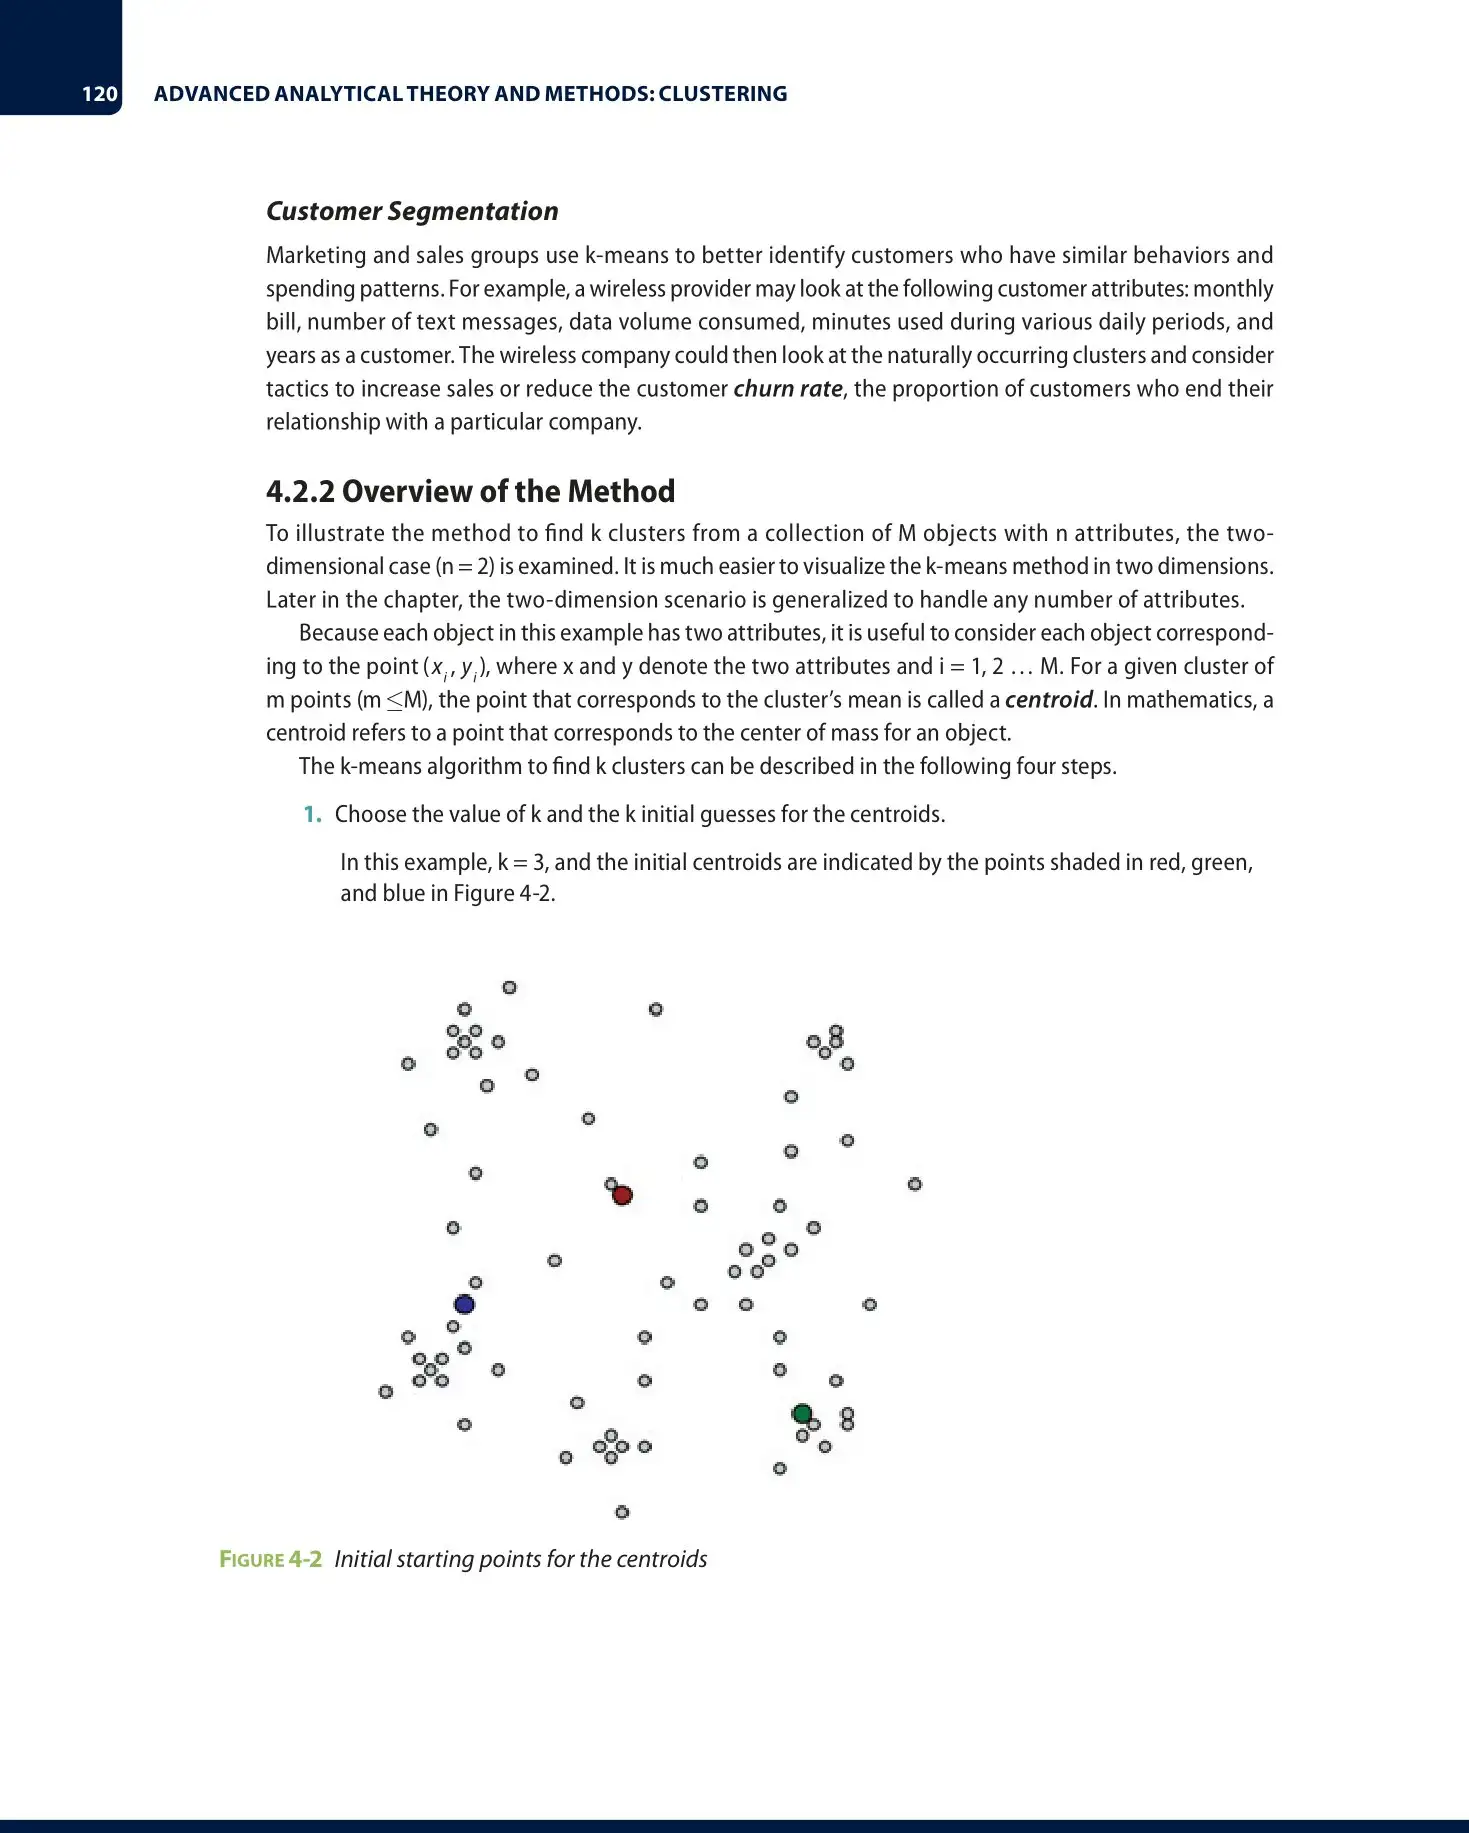 120 ADVANCED ANALYTICAL THEORY AND METHODS: CLUSTERING
Customer Segmentation
Marketing and sales groups use k-means to better identify customers who have similar behaviors and
spending patterns. For example, a wireless provider may look at the following customer attributes: monthly
bill, number of text messages, data volume consumed, minutes used during various daily periods, and
years as a customer. The wireless company could then look at the naturally occurring clusters and consider
tactics to increase sales or reduce the customer churn rate, the proportion of customers who end their
relationship with a particular company.
4.2.2 Overview of the Method
To illustrate the method to find k clusters from a collection of M objects with n attributes, the two-
dimensional case (n = 2) is examined. It is much easier to visualize the k-means method in two dimensions.
Later in the chapter, the two-dimension scenario is generalized to handle any number of attributes.
Because each object in this example has two attributes, it is useful to consider each object correspond-
ing to the point (xᵢ, yᵢ), where x and y denote the two attributes and i = 1, 2 … M. For a given cluster of
m points (m ≤M), the point that corresponds to the cluster’s mean is called a centroid. In mathematics, a
centroid refers to a point that corresponds to the center of mass for an object.
The k-means algorithm to find k clusters can be described in the following four steps.
1. Choose the value of k and the k initial guesses for the centroids.
In this example, k = 3, and the initial centroids are indicated by the points shaded in red, green,
and blue in Figure 4-2.
FIGURE 4-2 Initial starting points for the centroids